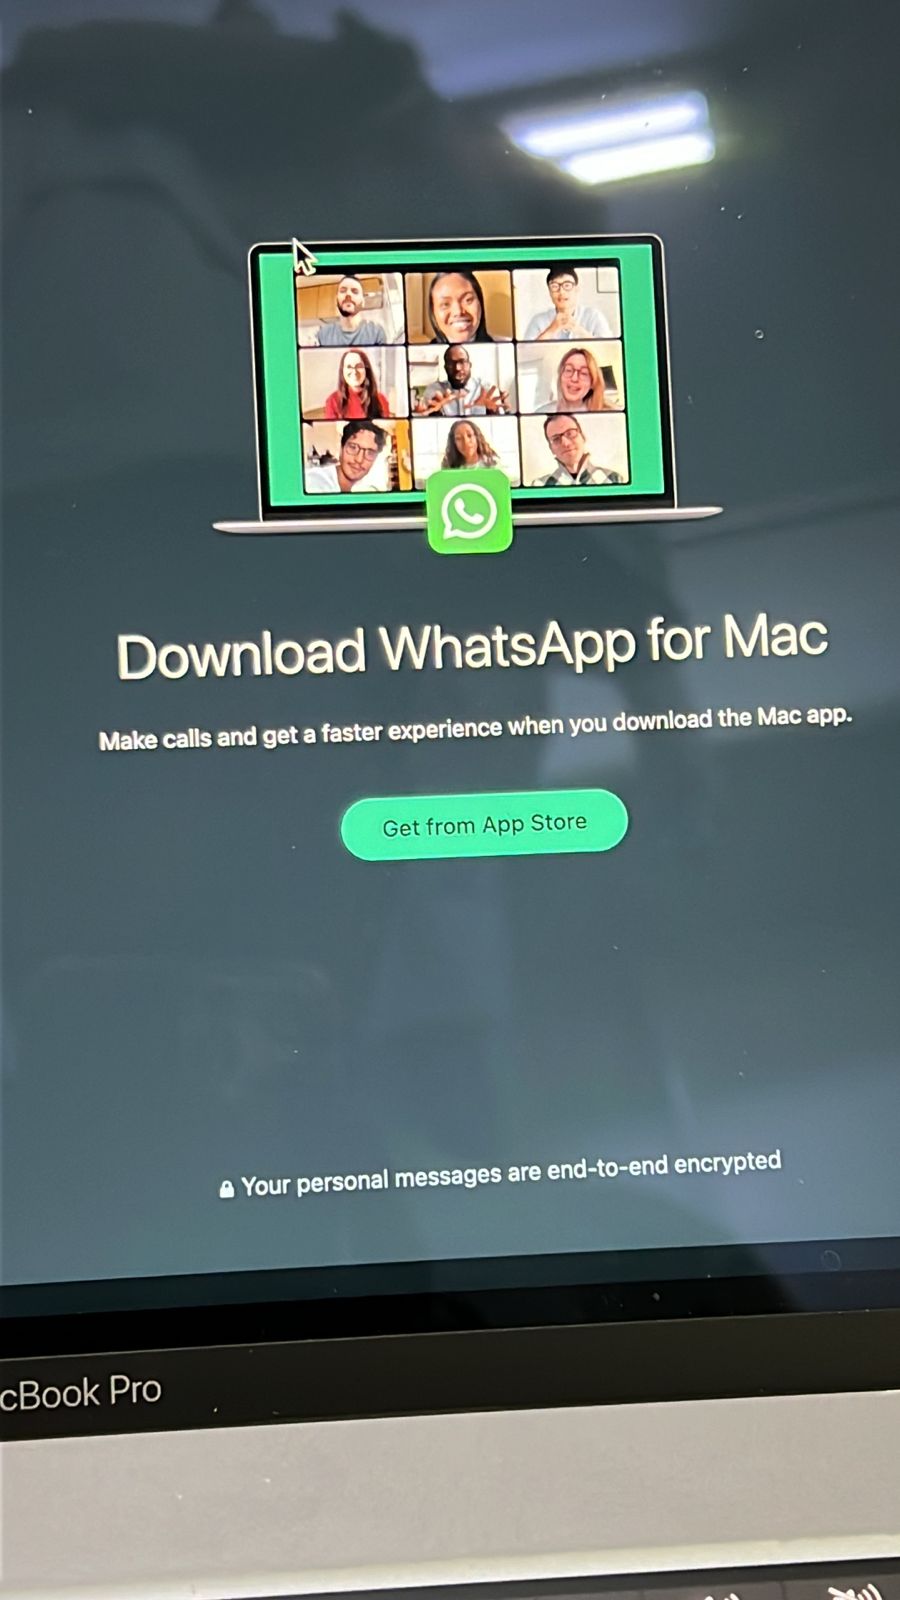 Download WhatsApp for Mac
Make calls and get a faster experience when you download the Mac app.
Get from App Store
Your personal messages are end-to-end encrypted
cBook Pro